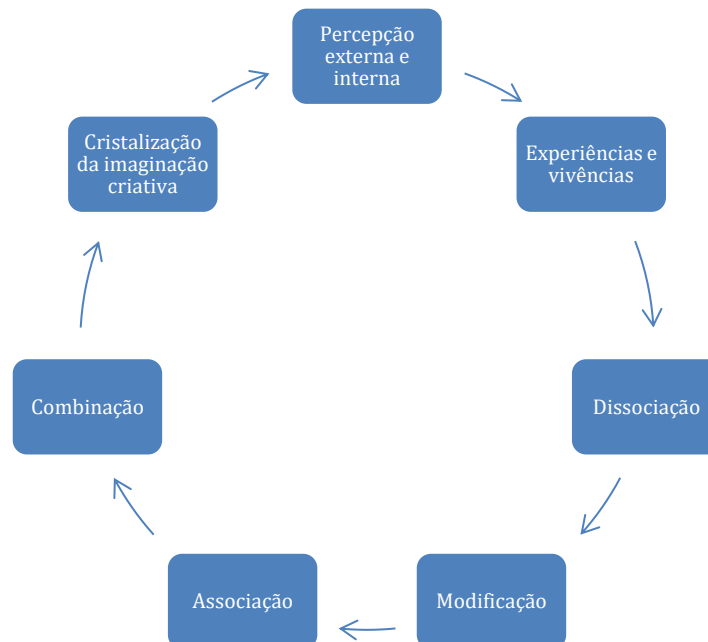 Percepção
externa e
interna
Experiências e
vivências
Dissociação
Modificação
Associação
Combinação
Cristalização
da imaginação
criativa